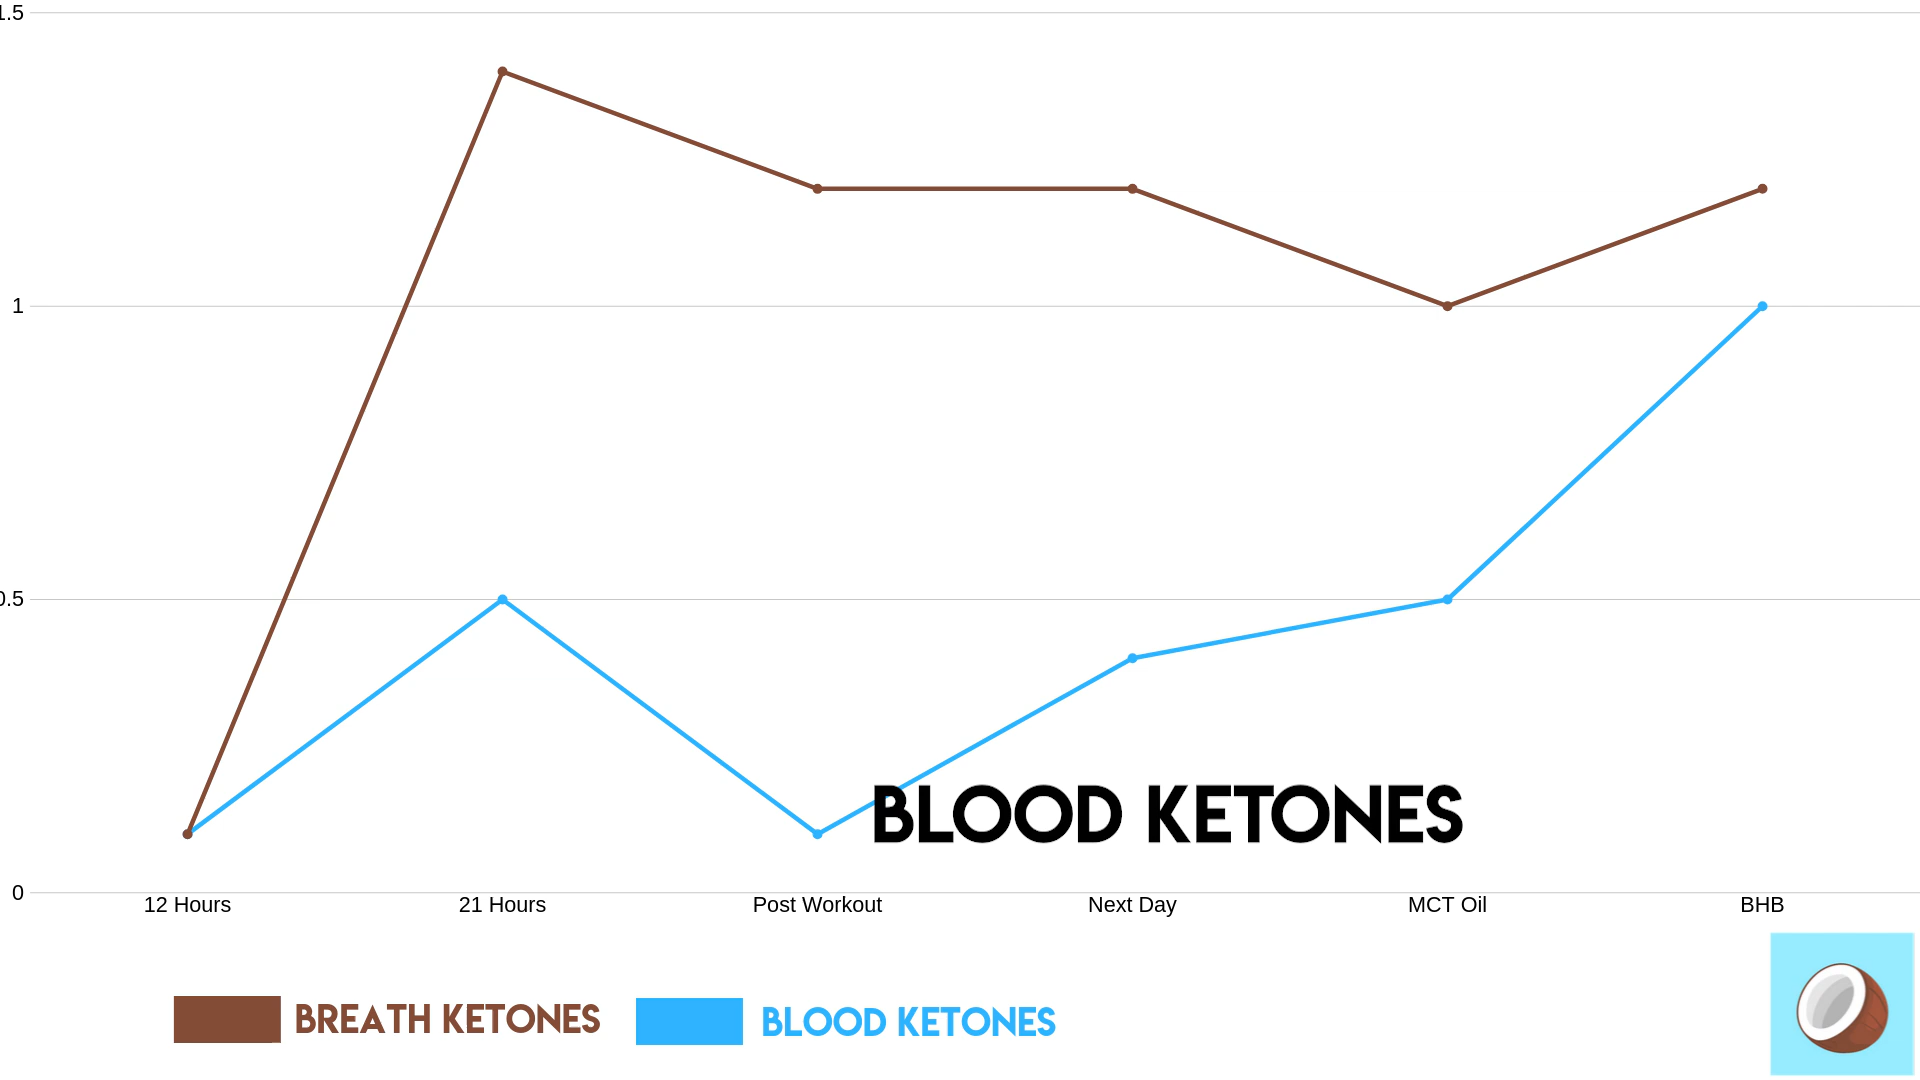 1.5
1
0.5
0
12 Hours
21 Hours
Post Workout
Next Day
MCT Oil
BHB
BLOOD KETONES
BREATH KETONES
BLOOD KETONES